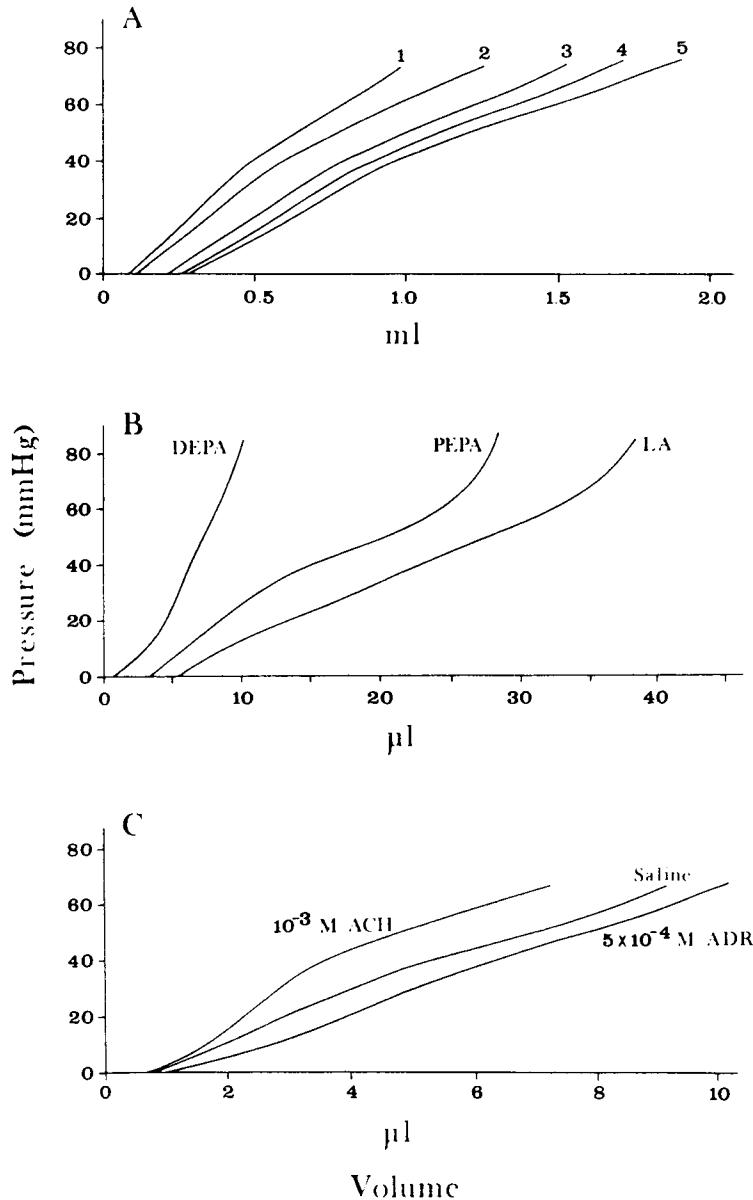 A
80
60
40
20
0
1 2 3 4 5
0 0.5 1.0 1.5 2.0
ml
Pressure (mmHg)
B
80
60
40
20
0
DEPA PEPA LA
0 10 20 30 40
µl
C
80
60
40
20
0
10⁻³ M ACH
Saline
5 x 10⁻⁴ M ADR
0 2 4 6 8 10
µl
Volume